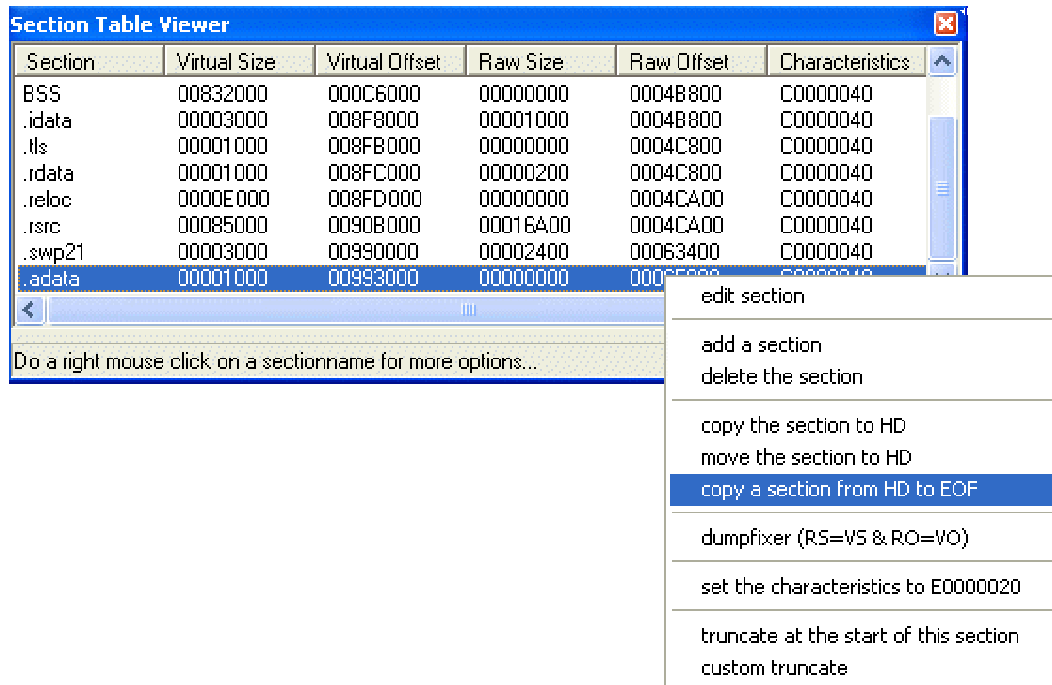 Section Table Viewer
Section Virtual Size Virtual Offset Raw Size Raw Offset Characteristics
BSS 00832000 000C6000 00000000 0004B800 C0000040
.idata 00003000 008F8000 00001000 0004B800 C0000040
.tls 00001000 008FB000 00000000 0004C800 C0000040
.rdata 00001000 008FC000 00000200 0004C800 C0000040
.reloc 0000E000 008FD000 00000000 0004CA00 C0000040
.rsrc 00085000 0090B000 00016A00 0004CA00 C0000040
.swp21 00003000 00990000 00002400 00063400 C0000040
.adata 00001000 00993000 00000000
edit section
add a section
Do a right mouse click on a sectionname for more options...
delete the section
copy the section to HD
move the section to HD
copy a section from HD to EOF
dumpfixer (RS=VS & RO=VO)
set the characteristics to E0000020
truncate at the start of this section
custom truncate